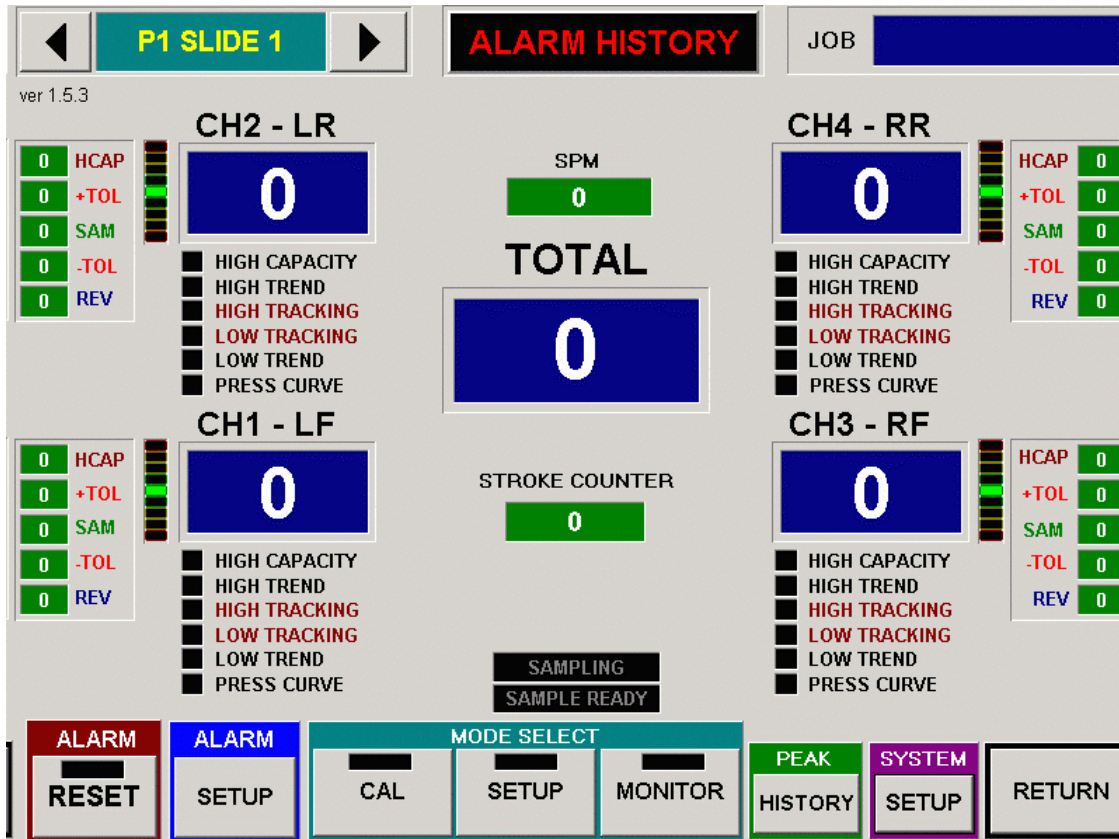 P1 SLIDE 1
ALARM HISTORY
JOB
ver 1.5.3
CH2 - LR
0 HCAP
0 +TOL
0 SAM
0 -TOL
0 REV
0
HIGH CAPACITY
HIGH TREND
HIGH TRACKING
LOW TRACKING
LOW TREND
PRESS CURVE
SPM
0
TOTAL
0
CH4 - RR
0
HCAP 0
+TOL 0
SAM 0
-TOL 0
REV 0
HIGH CAPACITY
HIGH TREND
HIGH TRACKING
LOW TRACKING
LOW TREND
PRESS CURVE
CH1 - LF
0 HCAP
0 +TOL
0 SAM
0 -TOL
0 REV
0
HIGH CAPACITY
HIGH TREND
HIGH TRACKING
LOW TRACKING
LOW TREND
PRESS CURVE
STROKE COUNTER
0
SAMPLING
SAMPLE READY
CH3 - RF
0
HCAP 0
+TOL 0
SAM 0
-TOL 0
REV 0
HIGH CAPACITY
HIGH TREND
HIGH TRACKING
LOW TRACKING
LOW TREND
PRESS CURVE
ALARM
RESET
ALARM
SETUP
MODE SELECT
CAL
SETUP
MONITOR
PEAK
HISTORY
SYSTEM
SETUP
RETURN